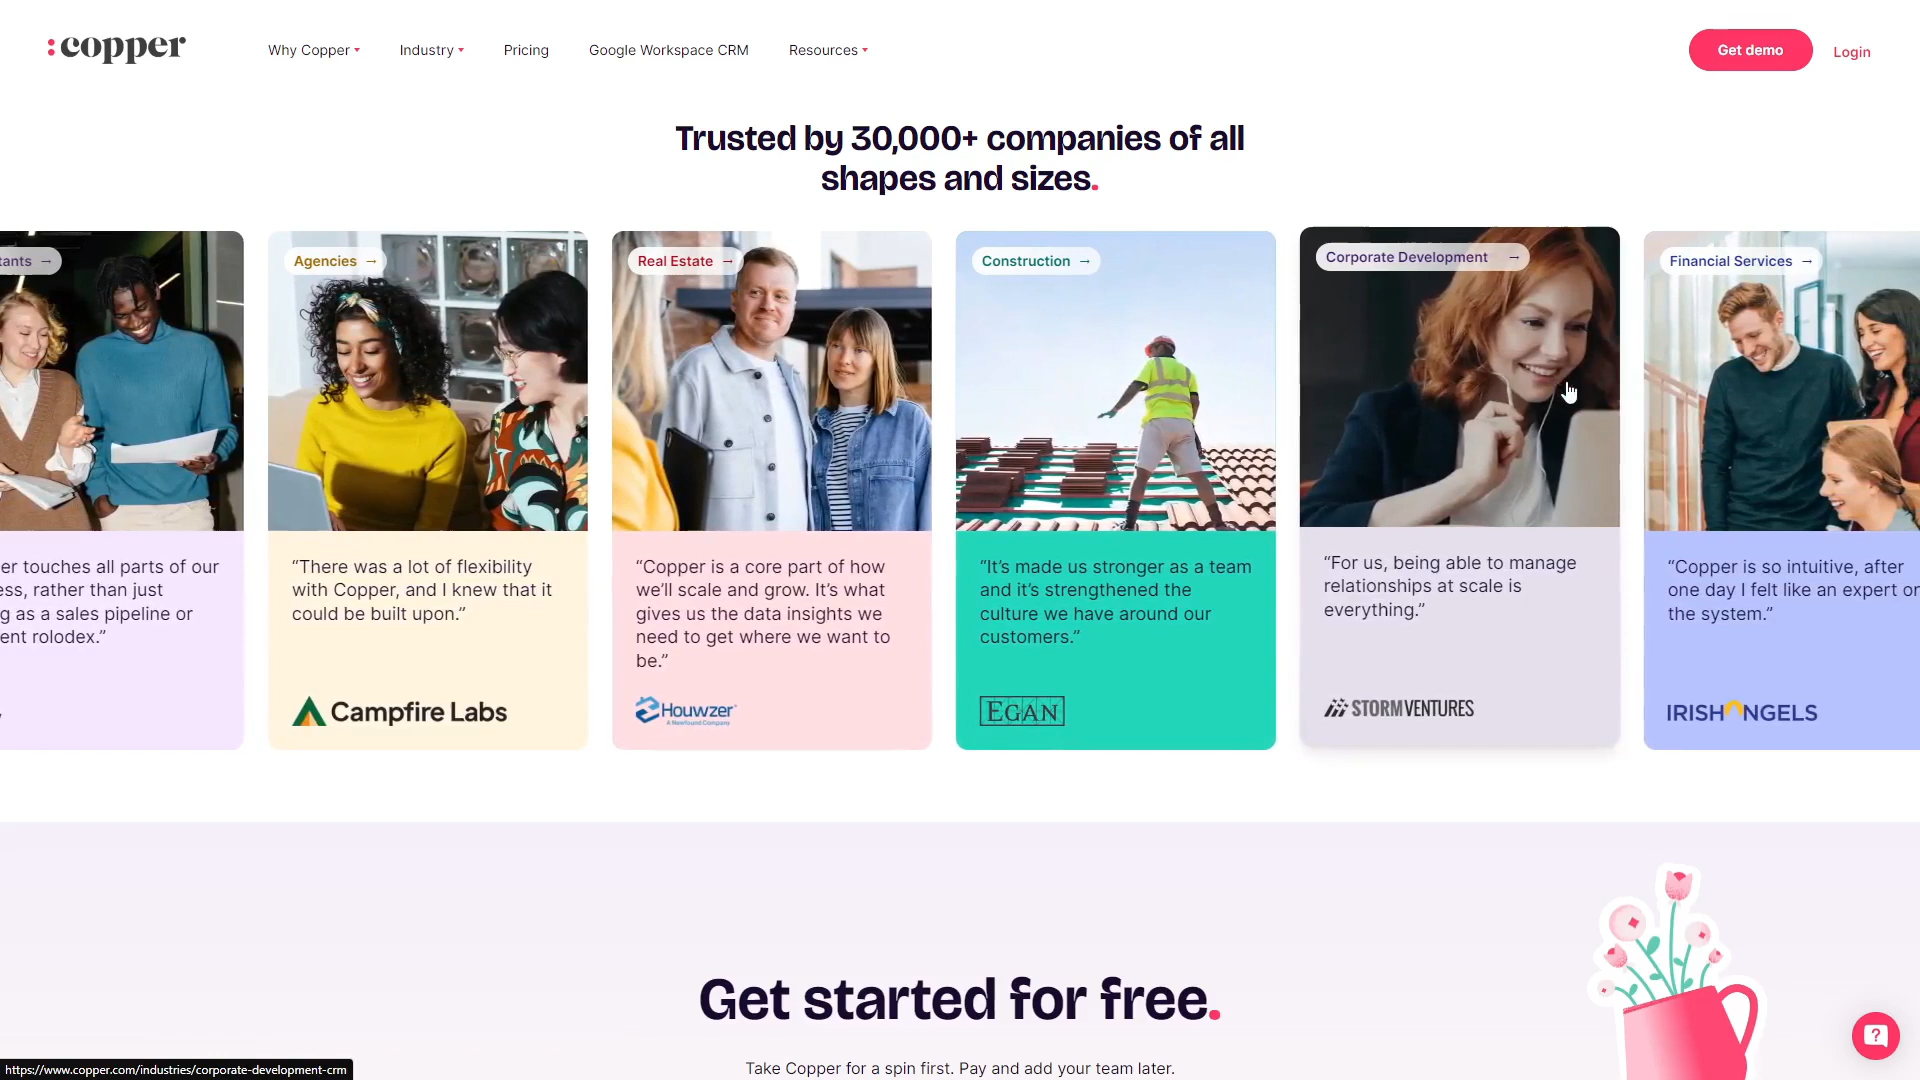 :copper
Why Copper
Industry
Pricing
Google Workspace CRM
Resources
Get demo
Login
Trusted by 30,000+ companies of all
shapes and sizes.
tants →
er touches all parts of our
ess, rather than just
g as a sales pipeline or
ent rolodex.”
Agencies →
“There was a lot of flexibility
with Copper, and I knew that it
could be built upon.”
Campfire Labs
Real Estate →
“Copper is a core part of how
we’ll scale and grow. It’s what
gives us the data insights we
need to get where we want to
be.”
Houwzer
A Newfound Company
Construction →
“It’s made us stronger as a team
and it’s strengthened the
culture we have around our
customers.”
EGAN
Corporate Development →
“For us, being able to manage
relationships at scale is
everything.”
STORMVENTURES
Financial Services →
“Copper is so intuitive, after
one day I felt like an expert on
the system.”
IRISHANGELS
Get started for free.
Take Copper for a spin first. Pay and add your team later.
?
https://www.copper.com/industries/corporate-development-crm